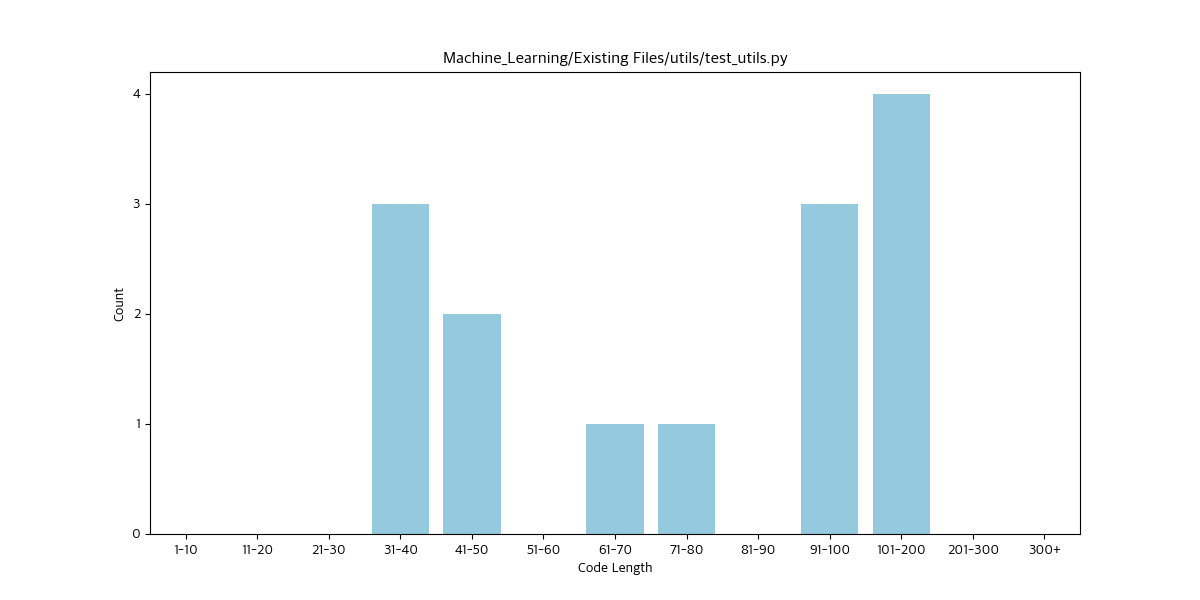 Machine_Learning/Existing Files/utils/test_utils.py
Count
4
3
2
1
0
1-10 11-20 21-30 31-40 41-50 51-60 61-70 71-80 81-90 91-100 101-200 201-300 300+
Code Length